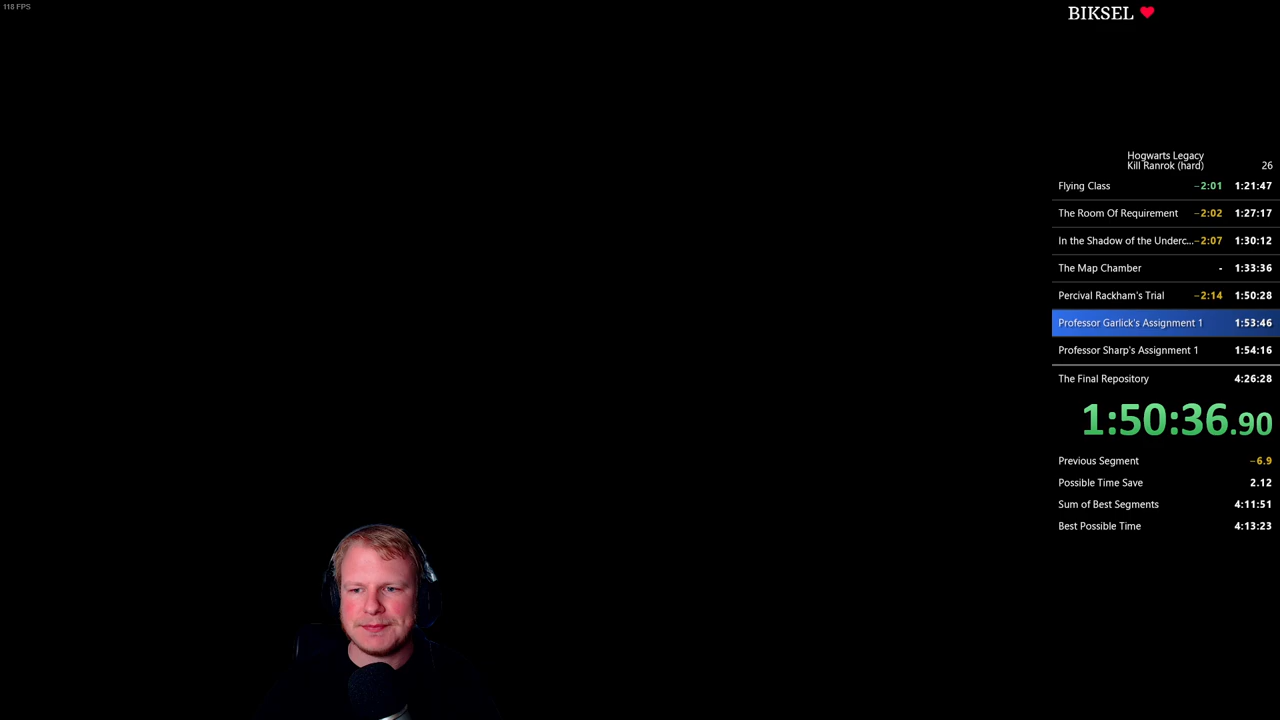 118 FPS
BIKSEL ❤
Hogwarts Legacy
Kill Ranrok (hard) 26
Flying Class −2:01 1:21:47
The Room Of Requirement −2:02 1:27:17
In the Shadow of the Underc... −2:07 1:30:12
The Map Chamber - 1:33:36
Percival Rackham's Trial −2:14 1:50:28
Professor Garlick's Assignment 1 1:53:46
Professor Sharp's Assignment 1 1:54:16
The Final Repository 4:26:28
1:50:36.90
Previous Segment −6.9
Possible Time Save 2.12
Sum of Best Segments 4:11:51
Best Possible Time 4:13:23